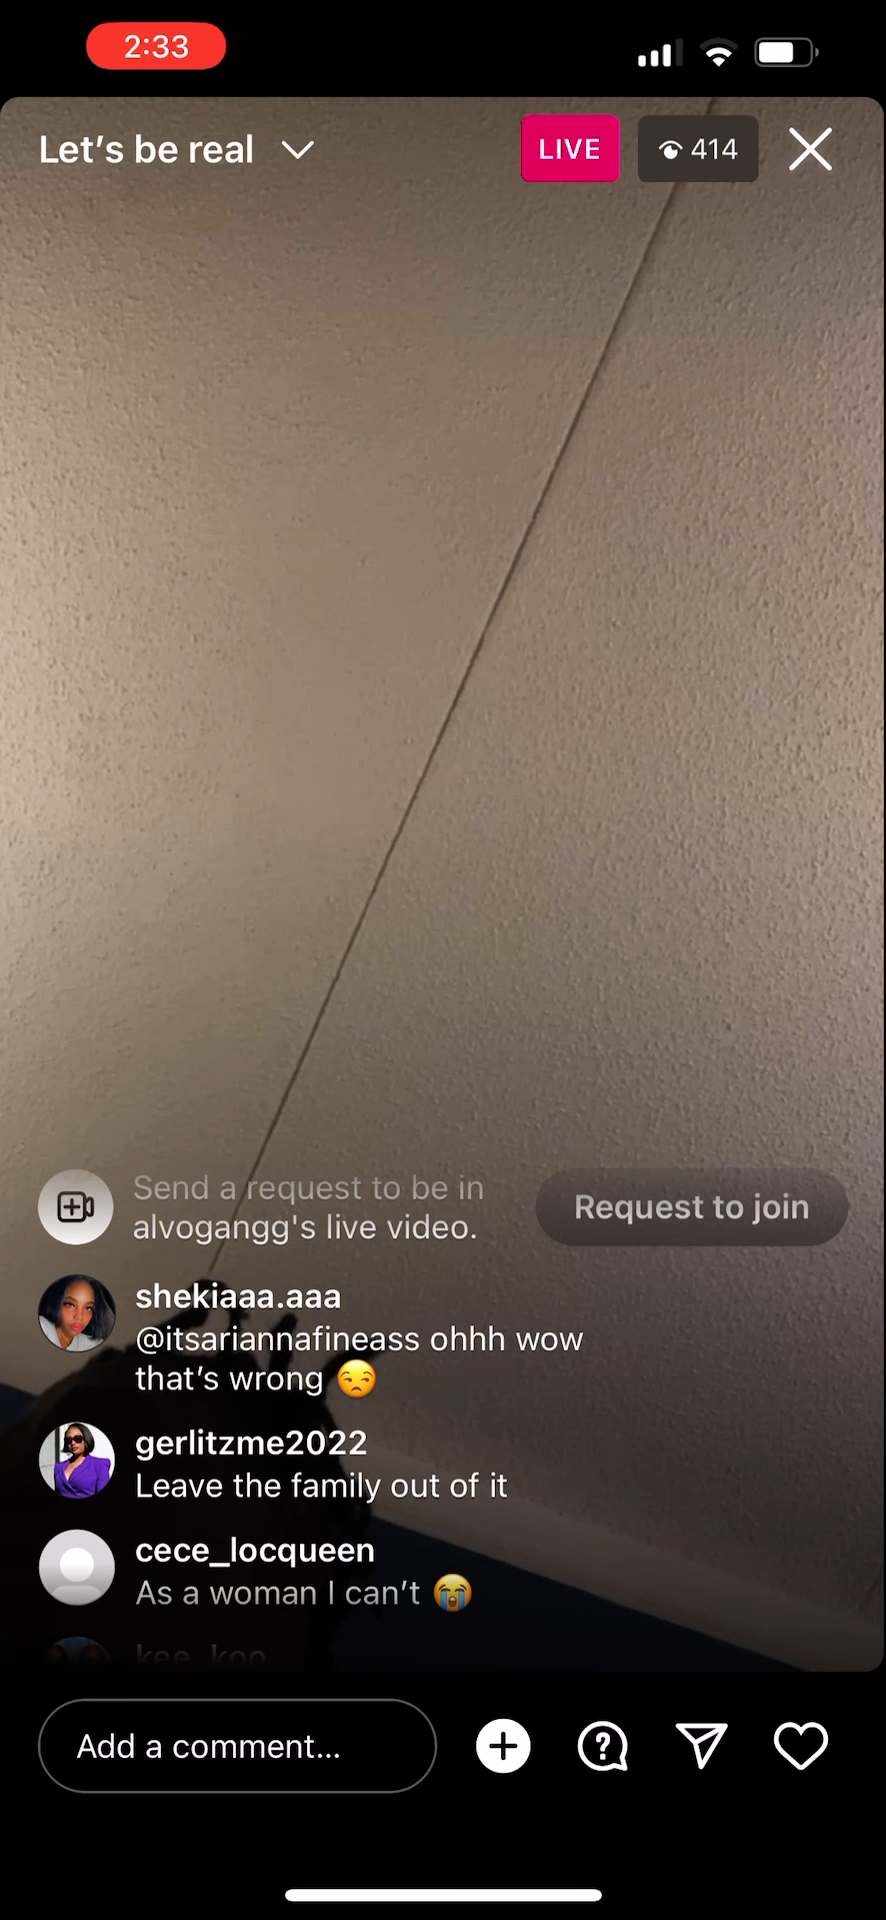 2:33
Let’s be real
LIVE
414
Send a request to be in
alvogangg's live video.
Request to join
shekiaaa.aaa
@itsariannafineass ohhh wow
that’s wrong 😒
gerlitzme2022
Leave the family out of it
cece_locqueen
As a woman I can’t 😭
kee_koo
Add a comment...